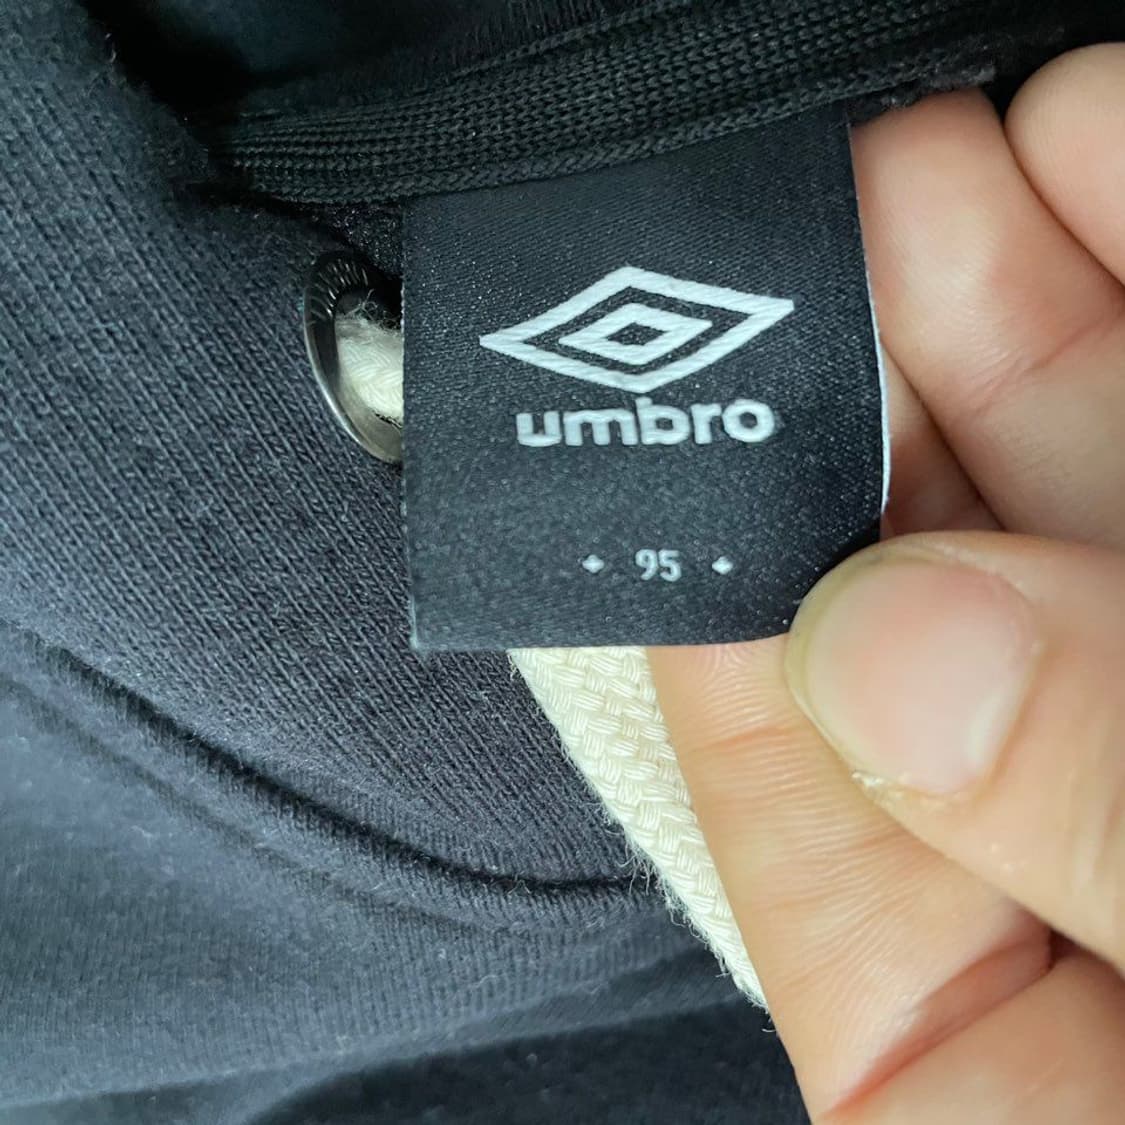 umbro
✦ 95 ✦